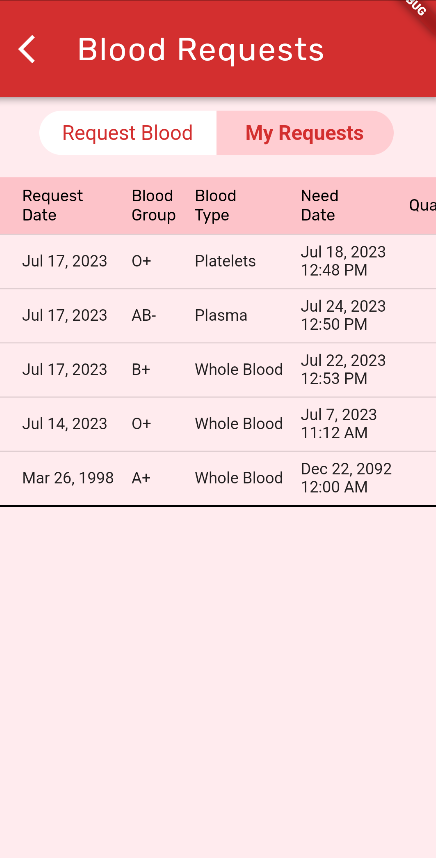 Blood Requests
Request Blood
My Requests
Request Date
Blood Group
Blood Type
Need Date
Jul 17, 2023 O+ Platelets Jul 18, 2023 12:48 PM
Jul 17, 2023 AB- Plasma Jul 24, 2023 12:50 PM
Jul 17, 2023 B+ Whole Blood Jul 22, 2023 12:53 PM
Jul 14, 2023 O+ Whole Blood Jul 7, 2023 11:12 AM
Mar 26, 1998 A+ Whole Blood Dec 22, 2092 12:00 AM